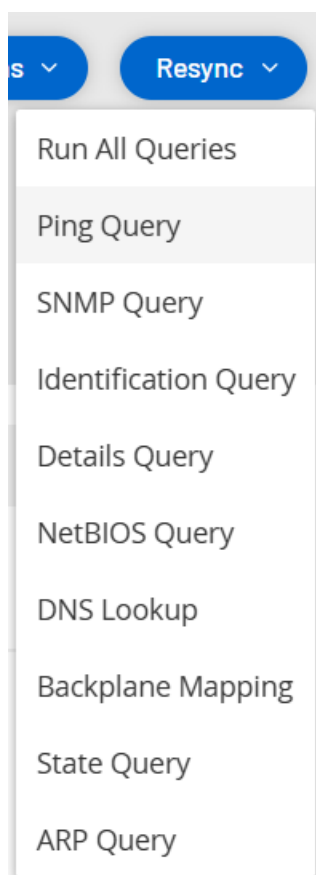 s Resync
Run All Queries
Ping Query
SNMP Query
Identification Query
Details Query
NetBIOS Query
DNS Lookup
Backplane Mapping
State Query
ARP Query